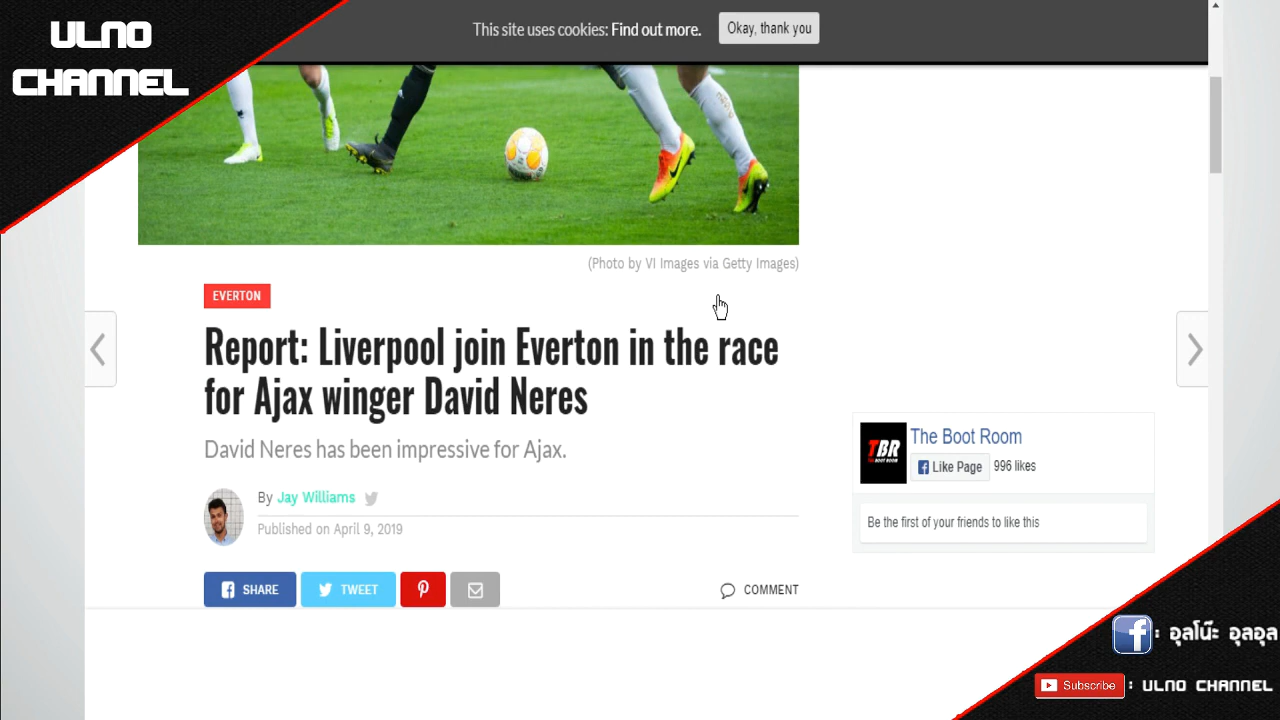 ULNO
CHANNEL
This site uses cookies: Find out more.
Okay, thank you
(Photo by VI Images via Getty Images)
EVERTON
Report: Liverpool join Everton in the race
for Ajax winger David Neres
David Neres has been impressive for Ajax.
By Jay Williams
Published on April 9, 2019
SHARE
TWEET
COMMENT
TBR
THE BOOT ROOM
The Boot Room
Like Page
996 likes
Be the first of your friends to like this
: อุลโน๊ะ อุลอุล
Subscribe : ULNO CHANNEL